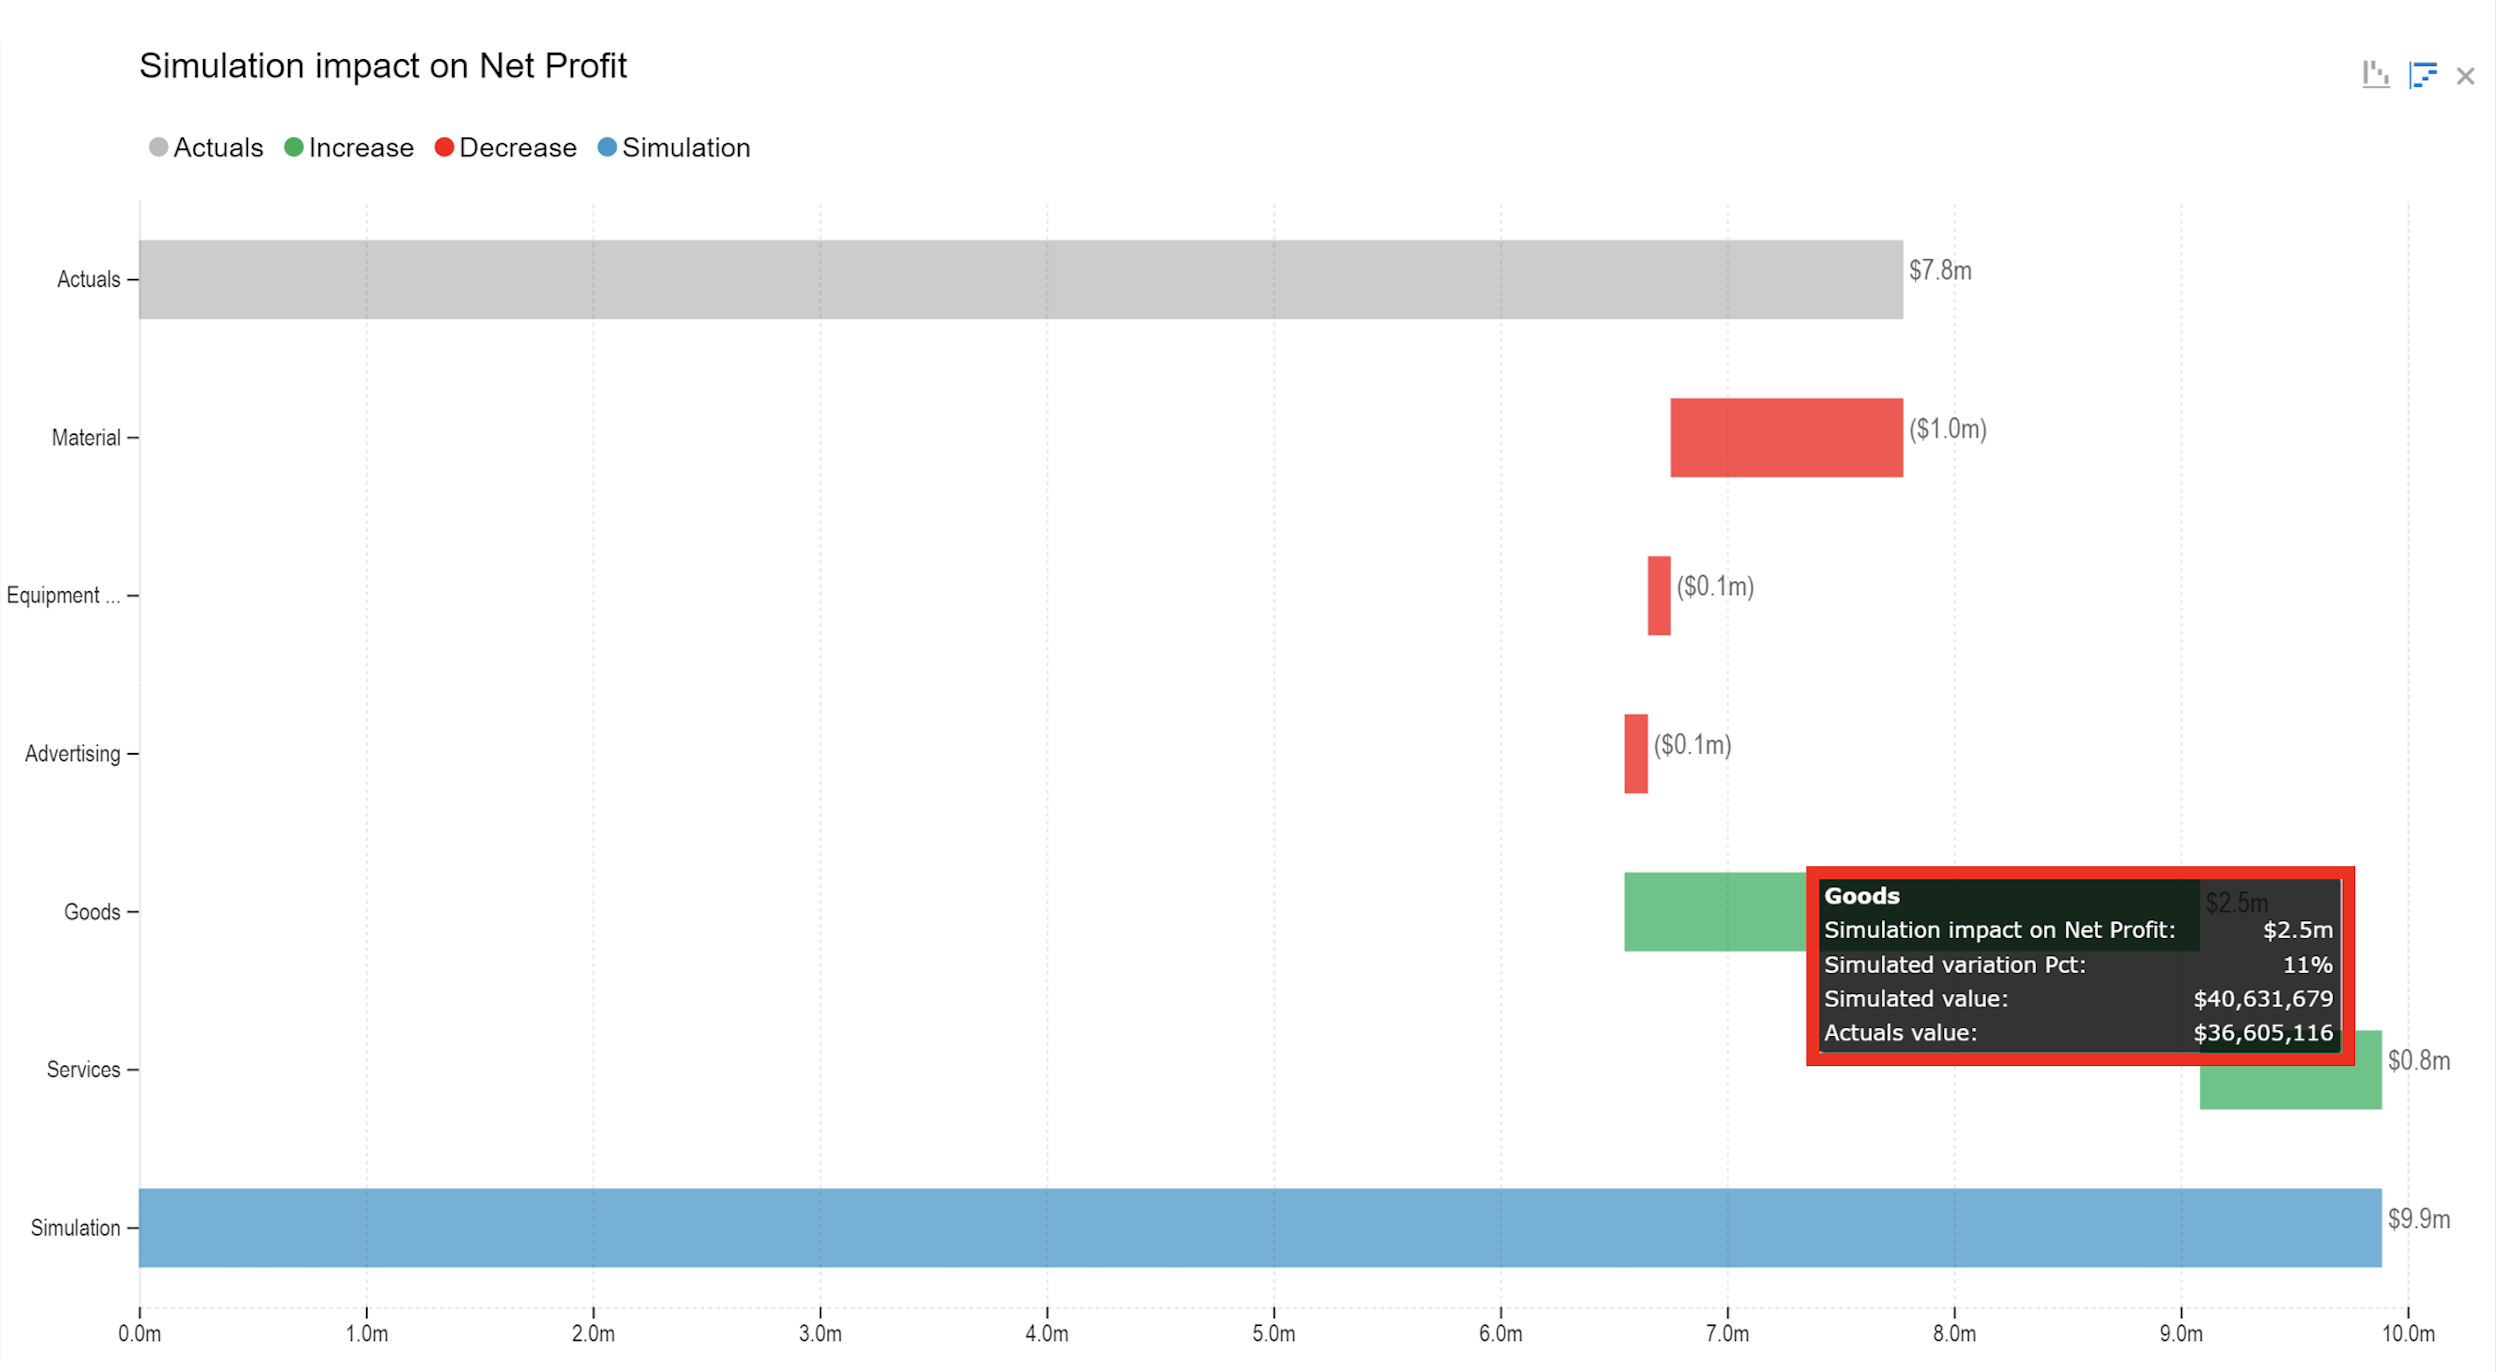 Simulation impact on Net Profit
Actuals Increase Decrease Simulation
Actuals $7.8m
Material ($1.0m)
Equipment ... ($0.1m)
Advertising ($0.1m)
Goods $2.5m
Goods
Simulation impact on Net Profit: $2.5m
Simulated variation Pct: 11%
Simulated value: $40,631,679
Actuals value: $36,605,116
Services $0.8m
Simulation $9.9m
0.0m 1.0m 2.0m 3.0m 4.0m 5.0m 6.0m 7.0m 8.0m 9.0m 10.0m